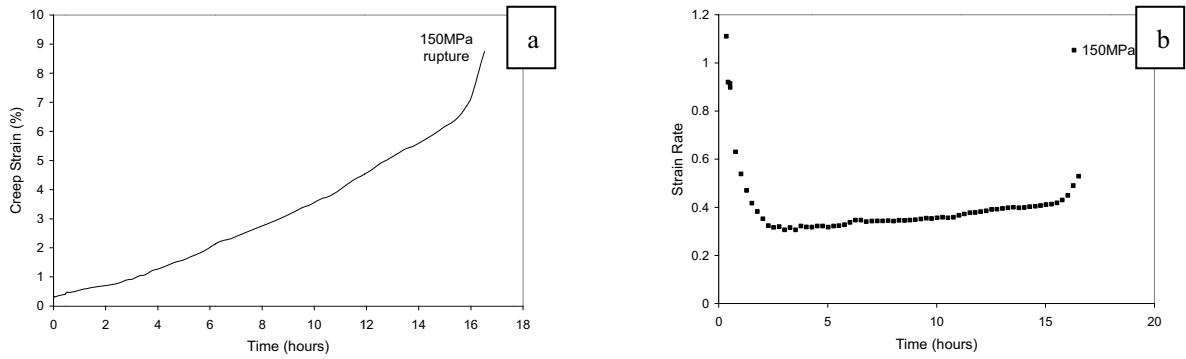 10
9
8
7
6
5
4
3
2
1
0
0 2 4 6 8 10 12 14 16 18
Creep Strain (%)
Time (hours)
150MPa
rupture
a
1.2
1
0.8
0.6
0.4
0.2
0
0 5 10 15 20
Strain Rate
Time (hours)
150MPa
b